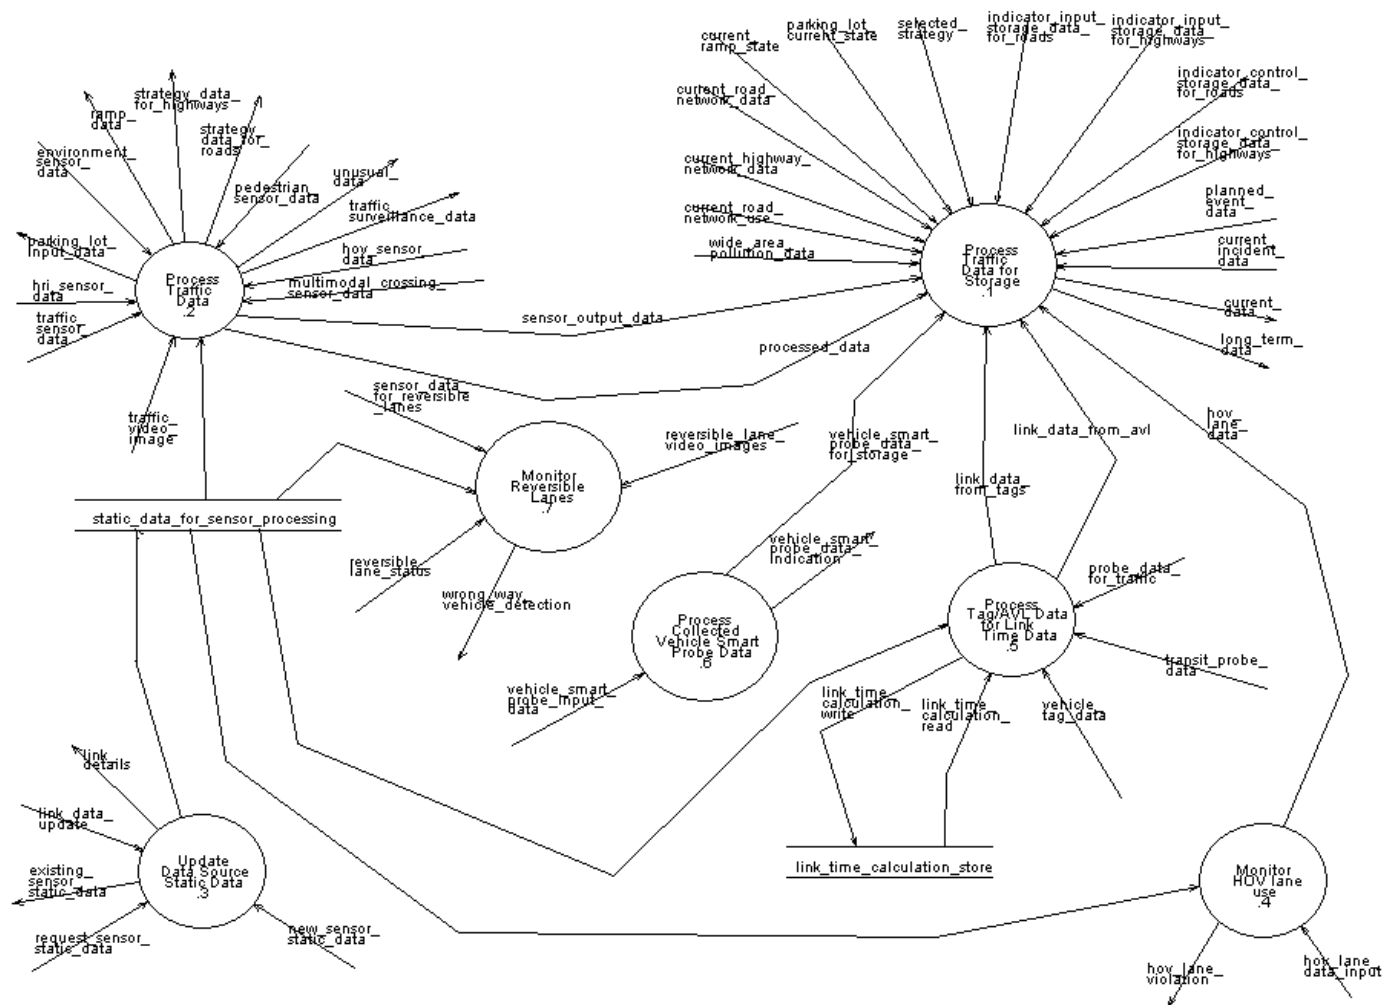 current_
ramp_state
parking_lot_
current_state
selected_
strategy
indicator_input_
storage_data_
for_roads
indicator_input_
storage_data_
for_highways
indicator_control_
storage_data_
for_roads
indicator_control_
storage_data_
for_highways
planned_
event_
data
current_
incident_
data
current_
data
long_term_
data
current_road_
network_data
current_highway_
network_data
current_road_
network_use
wide_area_
pollution_data
Process
Traffic
Data for
Storage
.1
strategy_data_
for_highways
ramp_
data
strategy_
data_for_
roads
environment_
sensor_
data
pedestrian_
sensor_data
unusual_
data
traffic_
surveillance_data
parking_lot_
input_data
hov_sensor_
data
hri_sensor_
data
multimodal_crossing_
sensor_data
traffic_
sensor_
data
Process
Traffic
Data
.2
sensor_output_data
processed_data
traffic_
video_
image
sensor_data_
for_reversible
_lanes
reversible_lane_
video_images
Monitor
Reversible
Lanes
.7
vehicle_smart_
probe_data_
for_storage
link_data_from_avl
hov_
lane_
data
link_data_
from_tags
static_data_for_sensor_processing
reversible_
lane_status
wrong_way_
vehicle_detection
vehicle_smart_
probe_data_
indication
Process
Collected
Vehicle Smart
Probe Data
.6
Process
Tag/AVL Data
for Link
Time Data
.5
probe_data_
for_traffic
transit_probe_
data
vehicle_smart_
probe_input_
data
link_time_
calculation_
write
link_time_
calculation_
read
vehicle_
tag_data
link_
details
link_data_
update
existing_
sensor_
static_data
Update
Data Source
Static Data
.3
request_sensor_
static_data
new_sensor_
static_data
link_time_calculation_store
Monitor
HOV lane
use
.4
hov_lane_
violation
hov_lane_
data_input